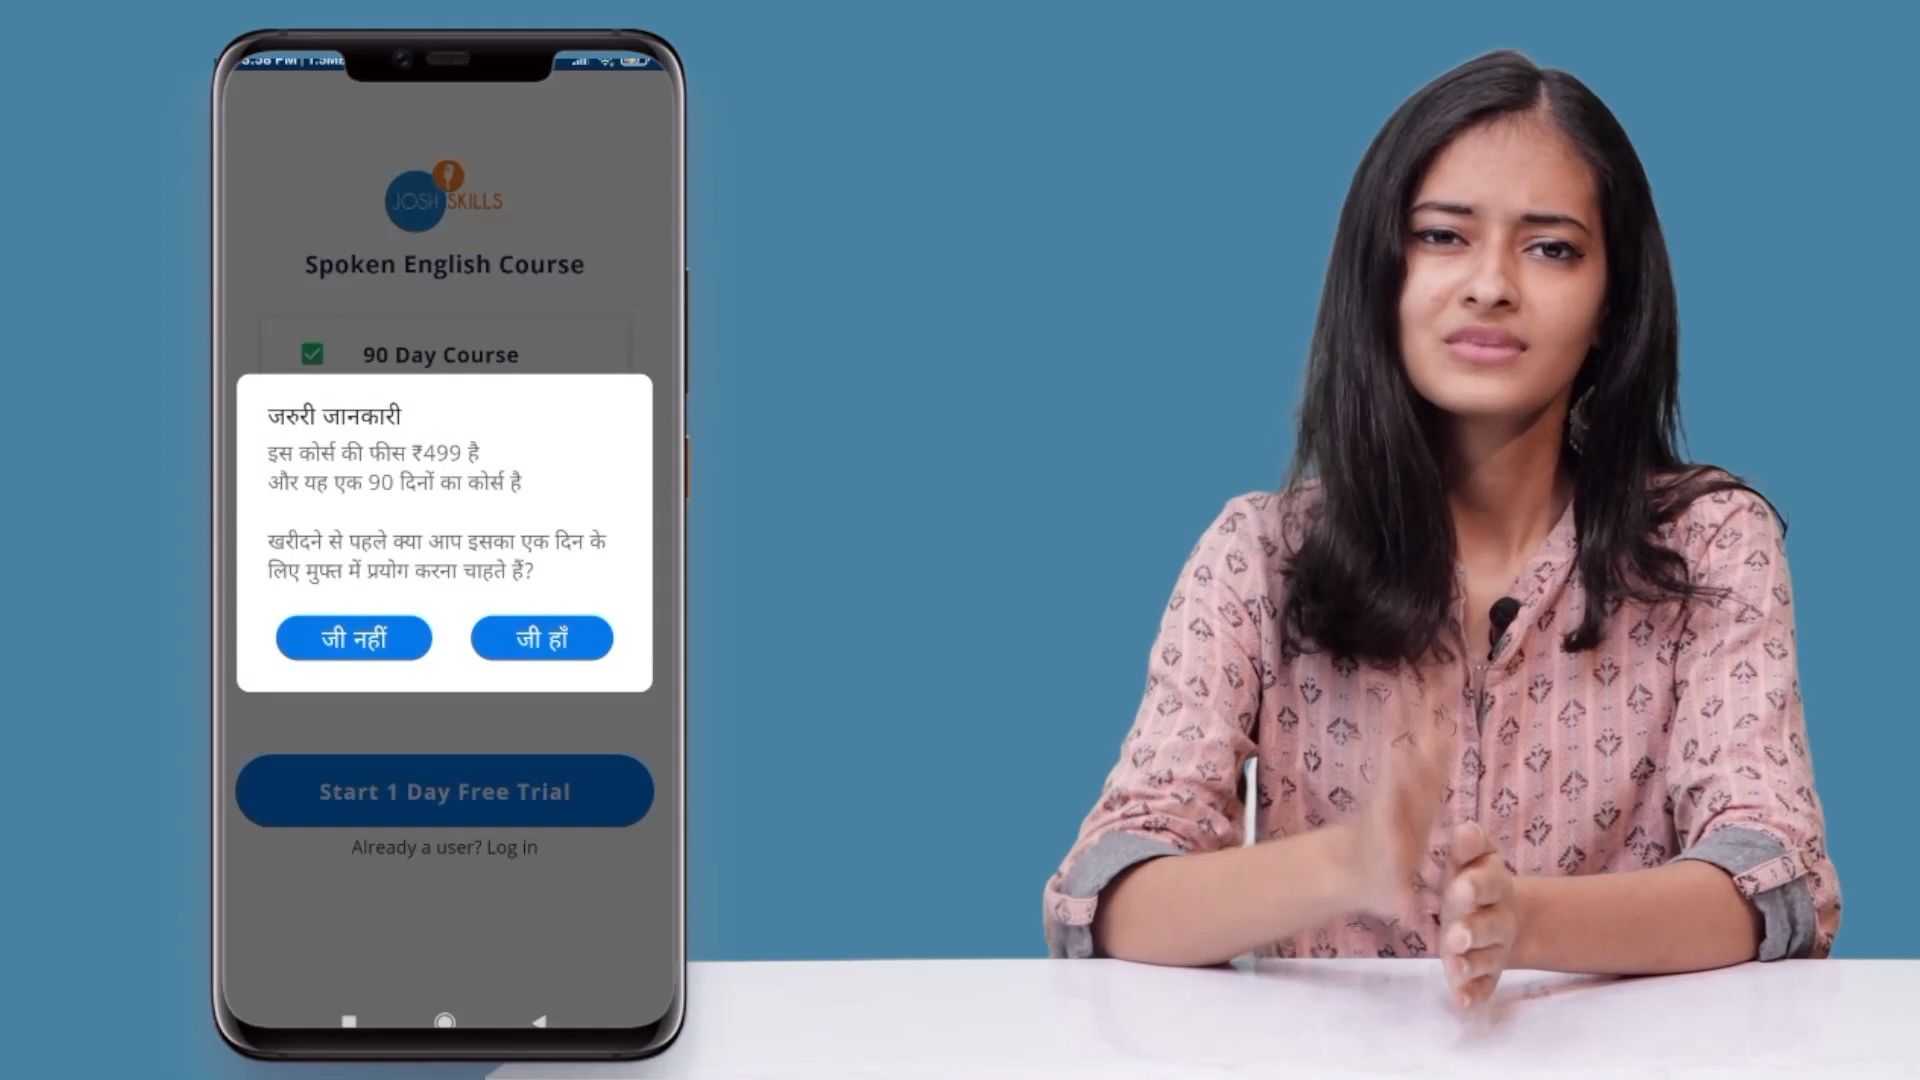 JOSH SKILLS
Spoken English Course
90 Day Course
जरुरी जानकारी
इस कोर्स की फीस ₹499 है
और यह एक 90 दिनों का कोर्स है
खरीदने से पहले क्या आप इसका एक दिन के
लिए मुफ्त में प्रयोग करना चाहते हैं?
जी नहीं
जी हाँ
Start 1 Day Free Trial
Already a user? Log in